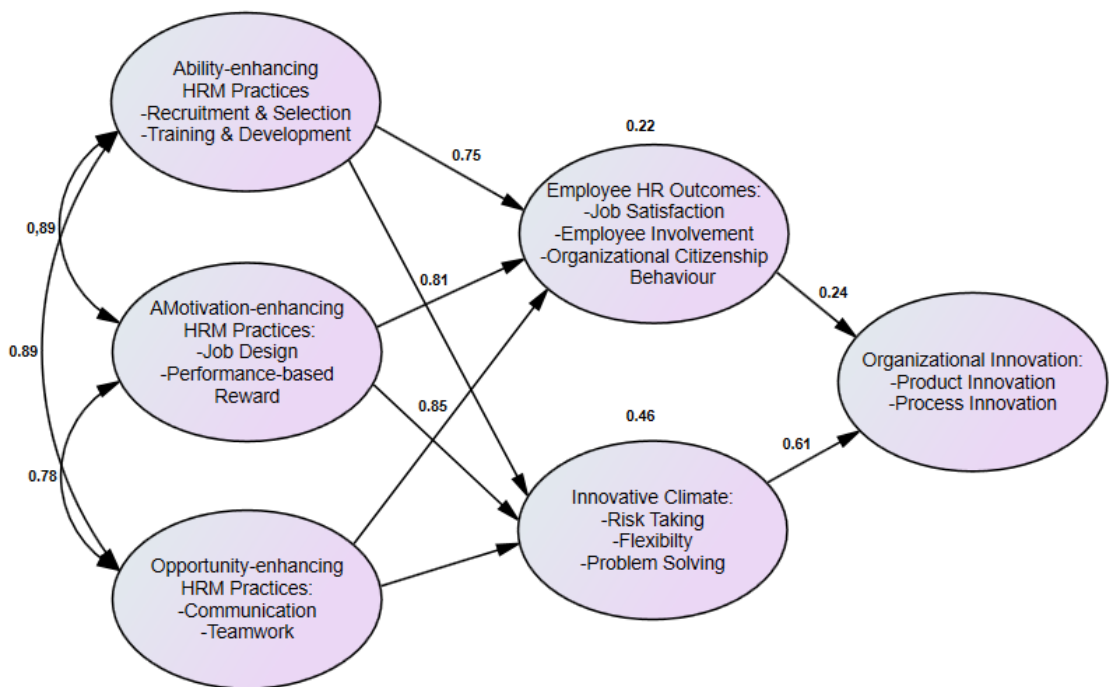 Ability-enhancing
HRM Practices
-Recruitment & Selection
-Training & Development
0.22
0.75
Employee HR Outcomes:
-Job Satisfaction
-Employee Involvement
-Organizational Citizenship
Behaviour
0,89
0.81
0.24
AMotivation-enhancing
HRM Practices:
-Job Design
-Performance-based
Reward
0.89
Organizational Innovation:
-Product Innovation
-Process Innovation
0.85
0.46
0.61
0.78
Innovative Climate:
-Risk Taking
-Flexibilty
-Problem Solving
Opportunity-enhancing
HRM Practices:
-Communication
-Teamwork